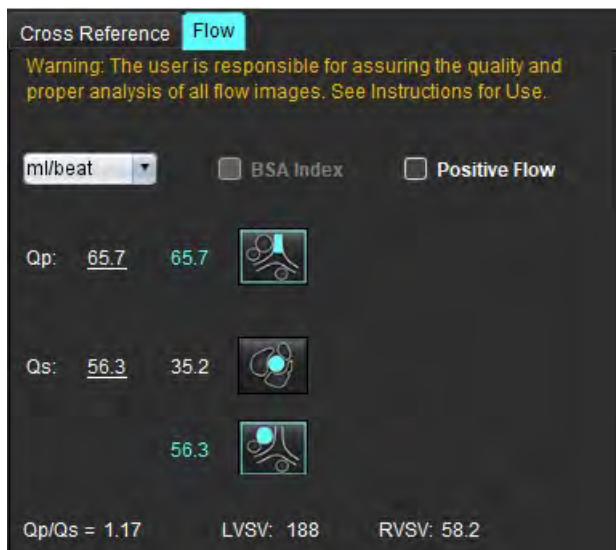 Cross Reference Flow
Warning: The user is responsible for assuring the quality and
proper analysis of all flow images. See Instructions for Use.
ml/beat BSA Index Positive Flow
Qp: 65.7 65.7
Qs: 56.3 35.2
56.3
Qp/Qs = 1.17 LVSV: 188 RVSV: 58.2